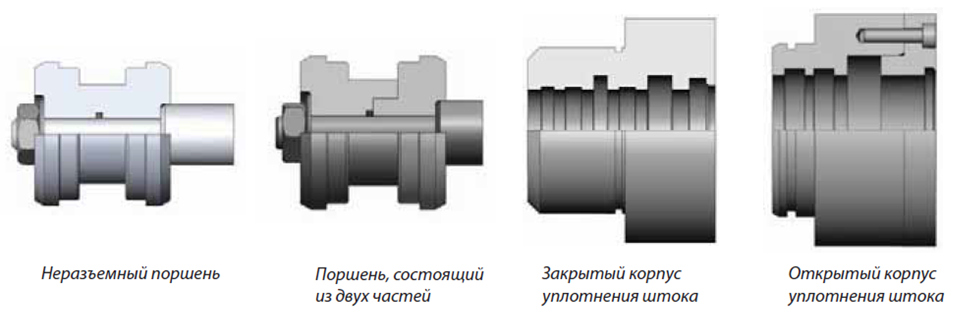 Неразъемный поршень
Поршень, состоящий
из двух частей
Закрытый корпус
уплотнения штока
Открытый корпус
уплотнения штока